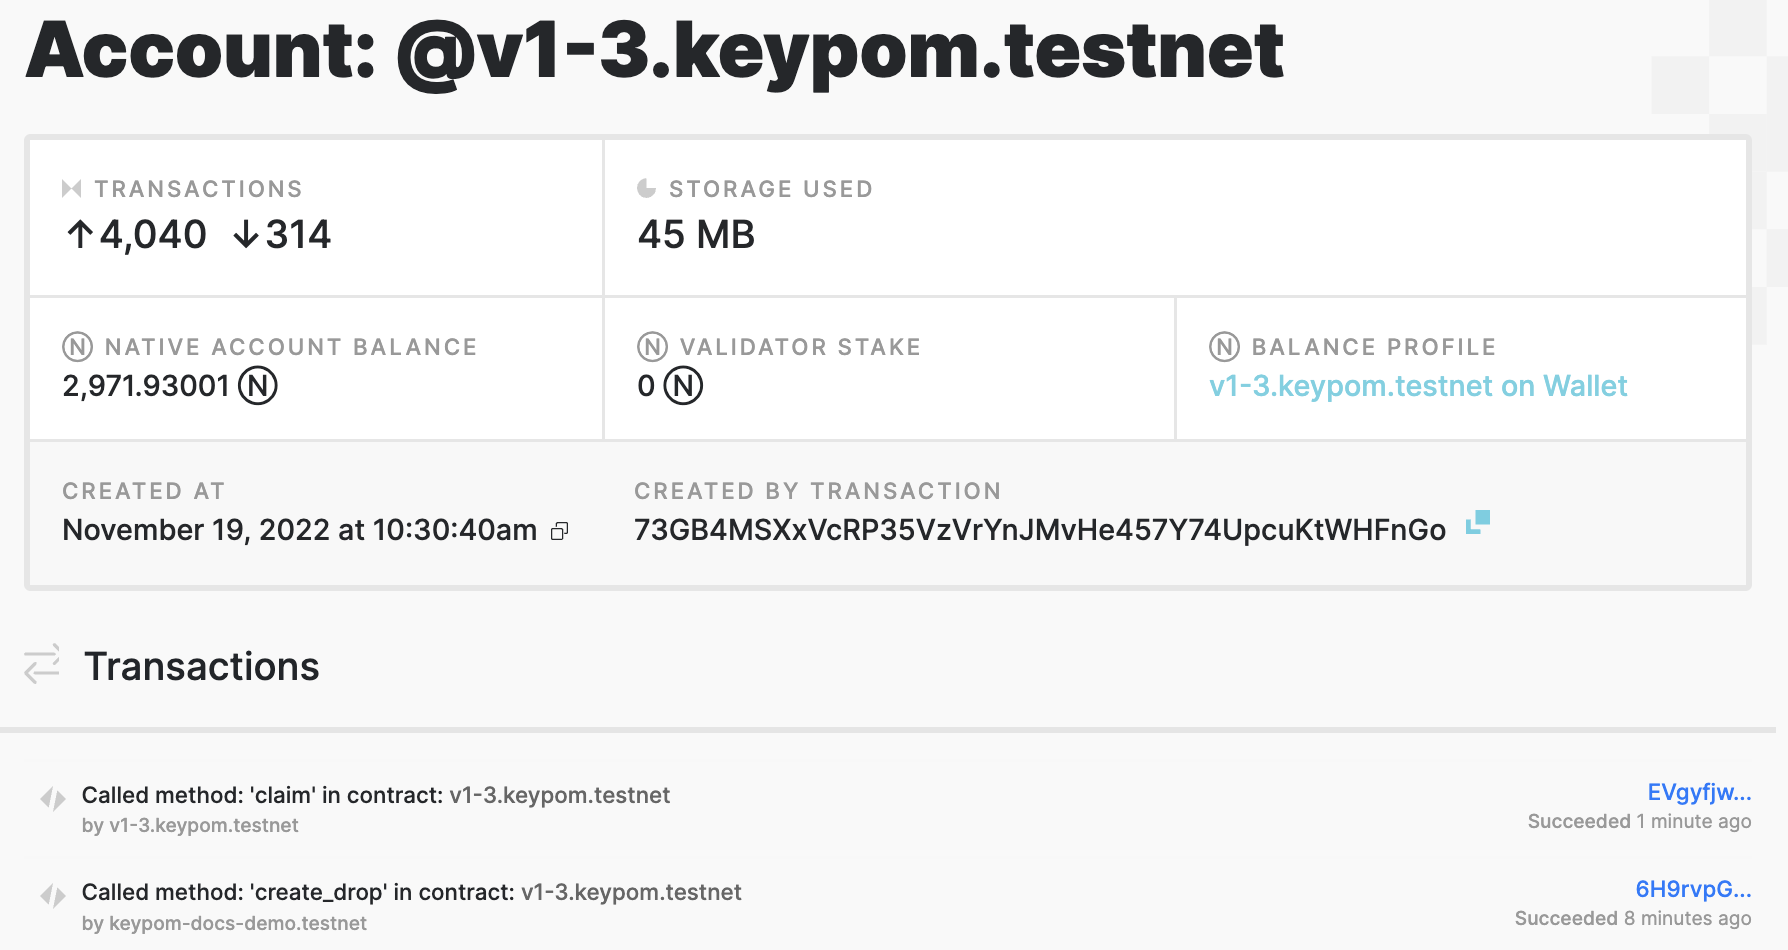 Account: @v1-3.keypom.testnet
TRANSACTIONS
↑4,040 ↓314
STORAGE USED
45 MB
NATIVE ACCOUNT BALANCE
2,971.93001 Ⓝ
VALIDATOR STAKE
0 Ⓝ
BALANCE PROFILE
v1-3.keypom.testnet on Wallet
CREATED AT
November 19, 2022 at 10:30:40am
CREATED BY TRANSACTION
73GB4MSXxVcRP35VzVrYnJMvHe457Y74UpcuKtWHFnGo
Transactions
Called method: 'claim' in contract: v1-3.keypom.testnet
EVgyfjw...
by v1-3.keypom.testnet
Succeeded 1 minute ago
Called method: 'create_drop' in contract: v1-3.keypom.testnet
6H9rvpG...
by keypom-docs-demo.testnet
Succeeded 8 minutes ago